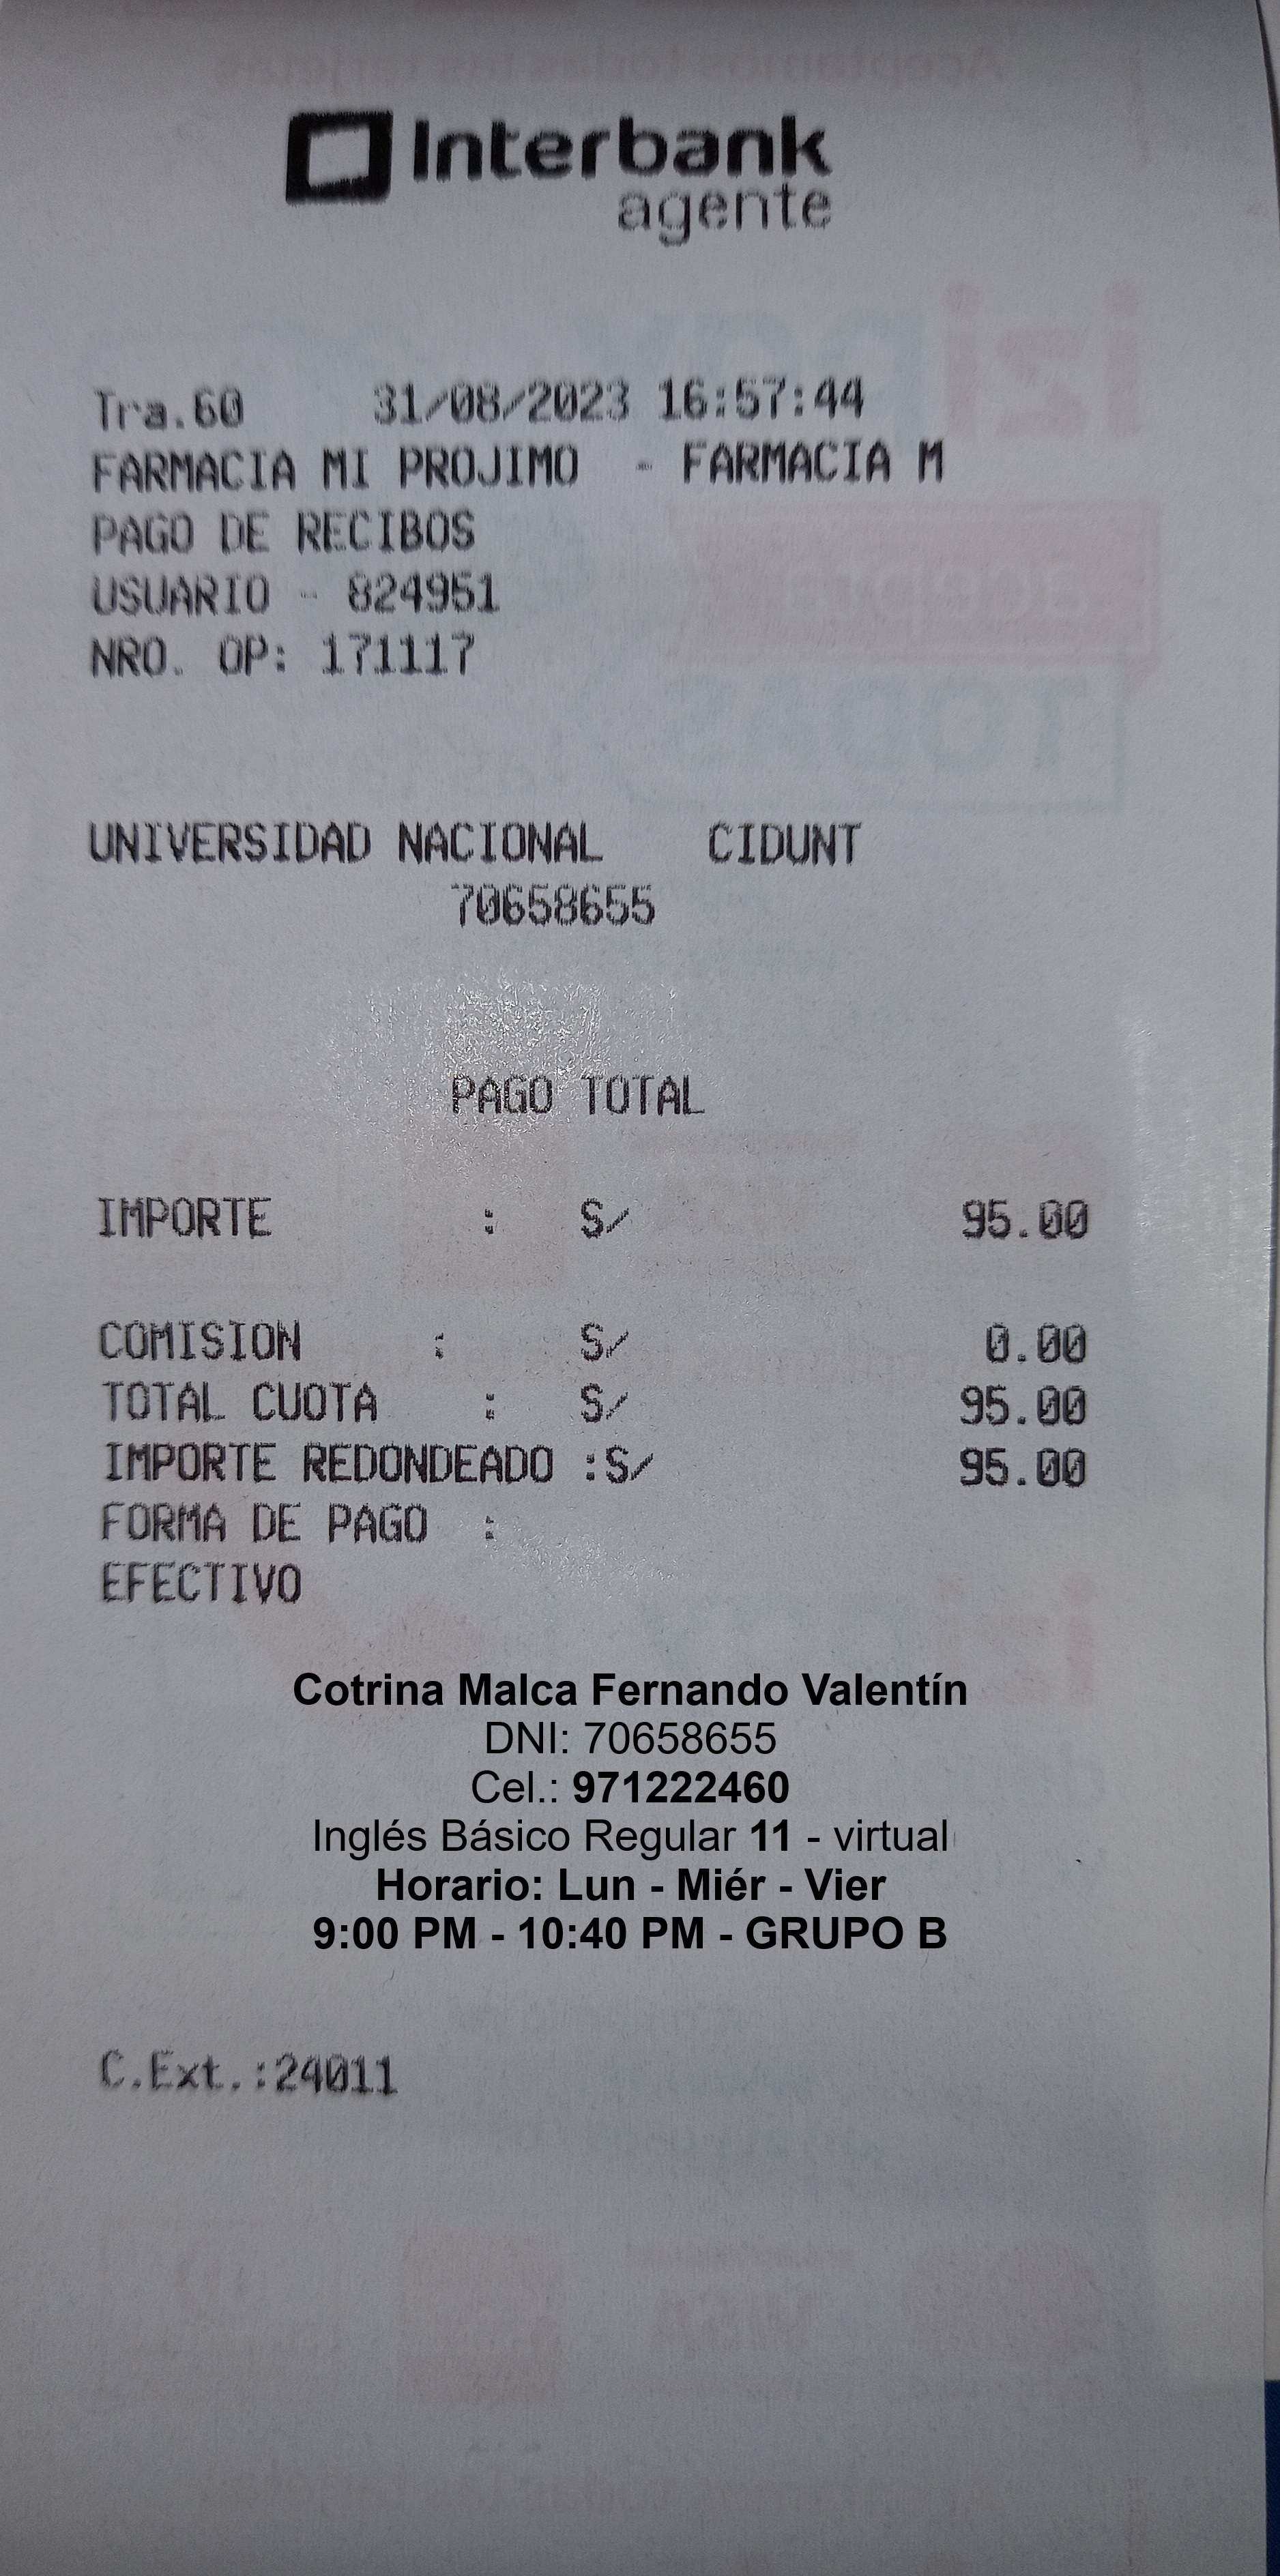 Interbank
agente
Tra.60 31/08/2023 16:57:44
FARMACIA MI PROJIMO - FARMACIA M
PAGO DE RECIBOS
USUARIO - 824951
NRO. OP: 171117
UNIVERSIDAD NACIONAL CIDUNT
70658655
PAGO TOTAL
IMPORTE : S/ 95.00
COMISION : S/ 0.00
TOTAL CUOTA : S/ 95.00
IMPORTE REDONDEADO :S/ 95.00
FORMA DE PAGO :
EFECTIVO
Cotrina Malca Fernando Valentín
DNI: 70658655
Cel.: 971222460
Inglés Básico Regular 11 - virtual
Horario: Lun - Miér - Vier
9:00 PM - 10:40 PM - GRUPO B
C.Ext.:24011